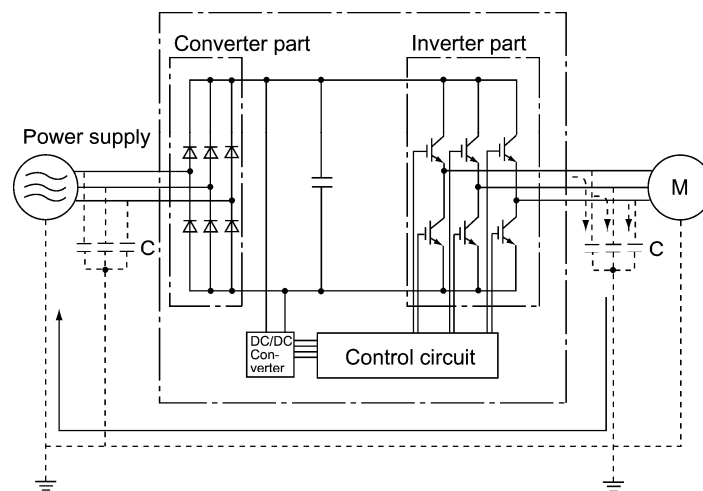 Converter part
Inverter part
Power supply
M
C
C
DC/DC
Con-
verter
Control circuit